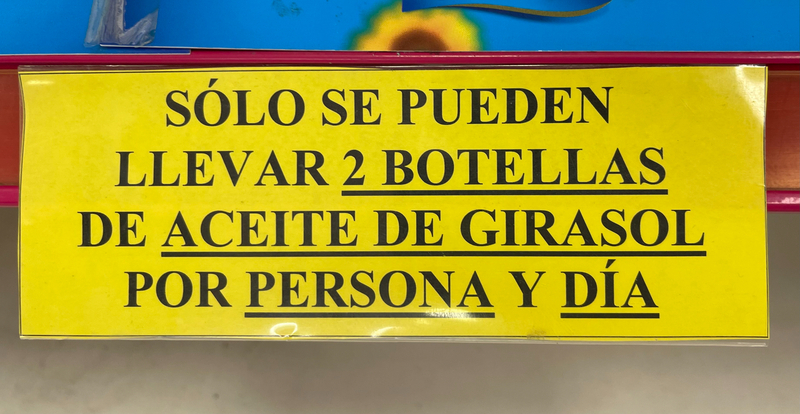 SÓLO SE PUEDEN
LLEVAR 2 BOTELLAS
DE ACEITE DE GIRASOL
POR PERSONA Y DÍA